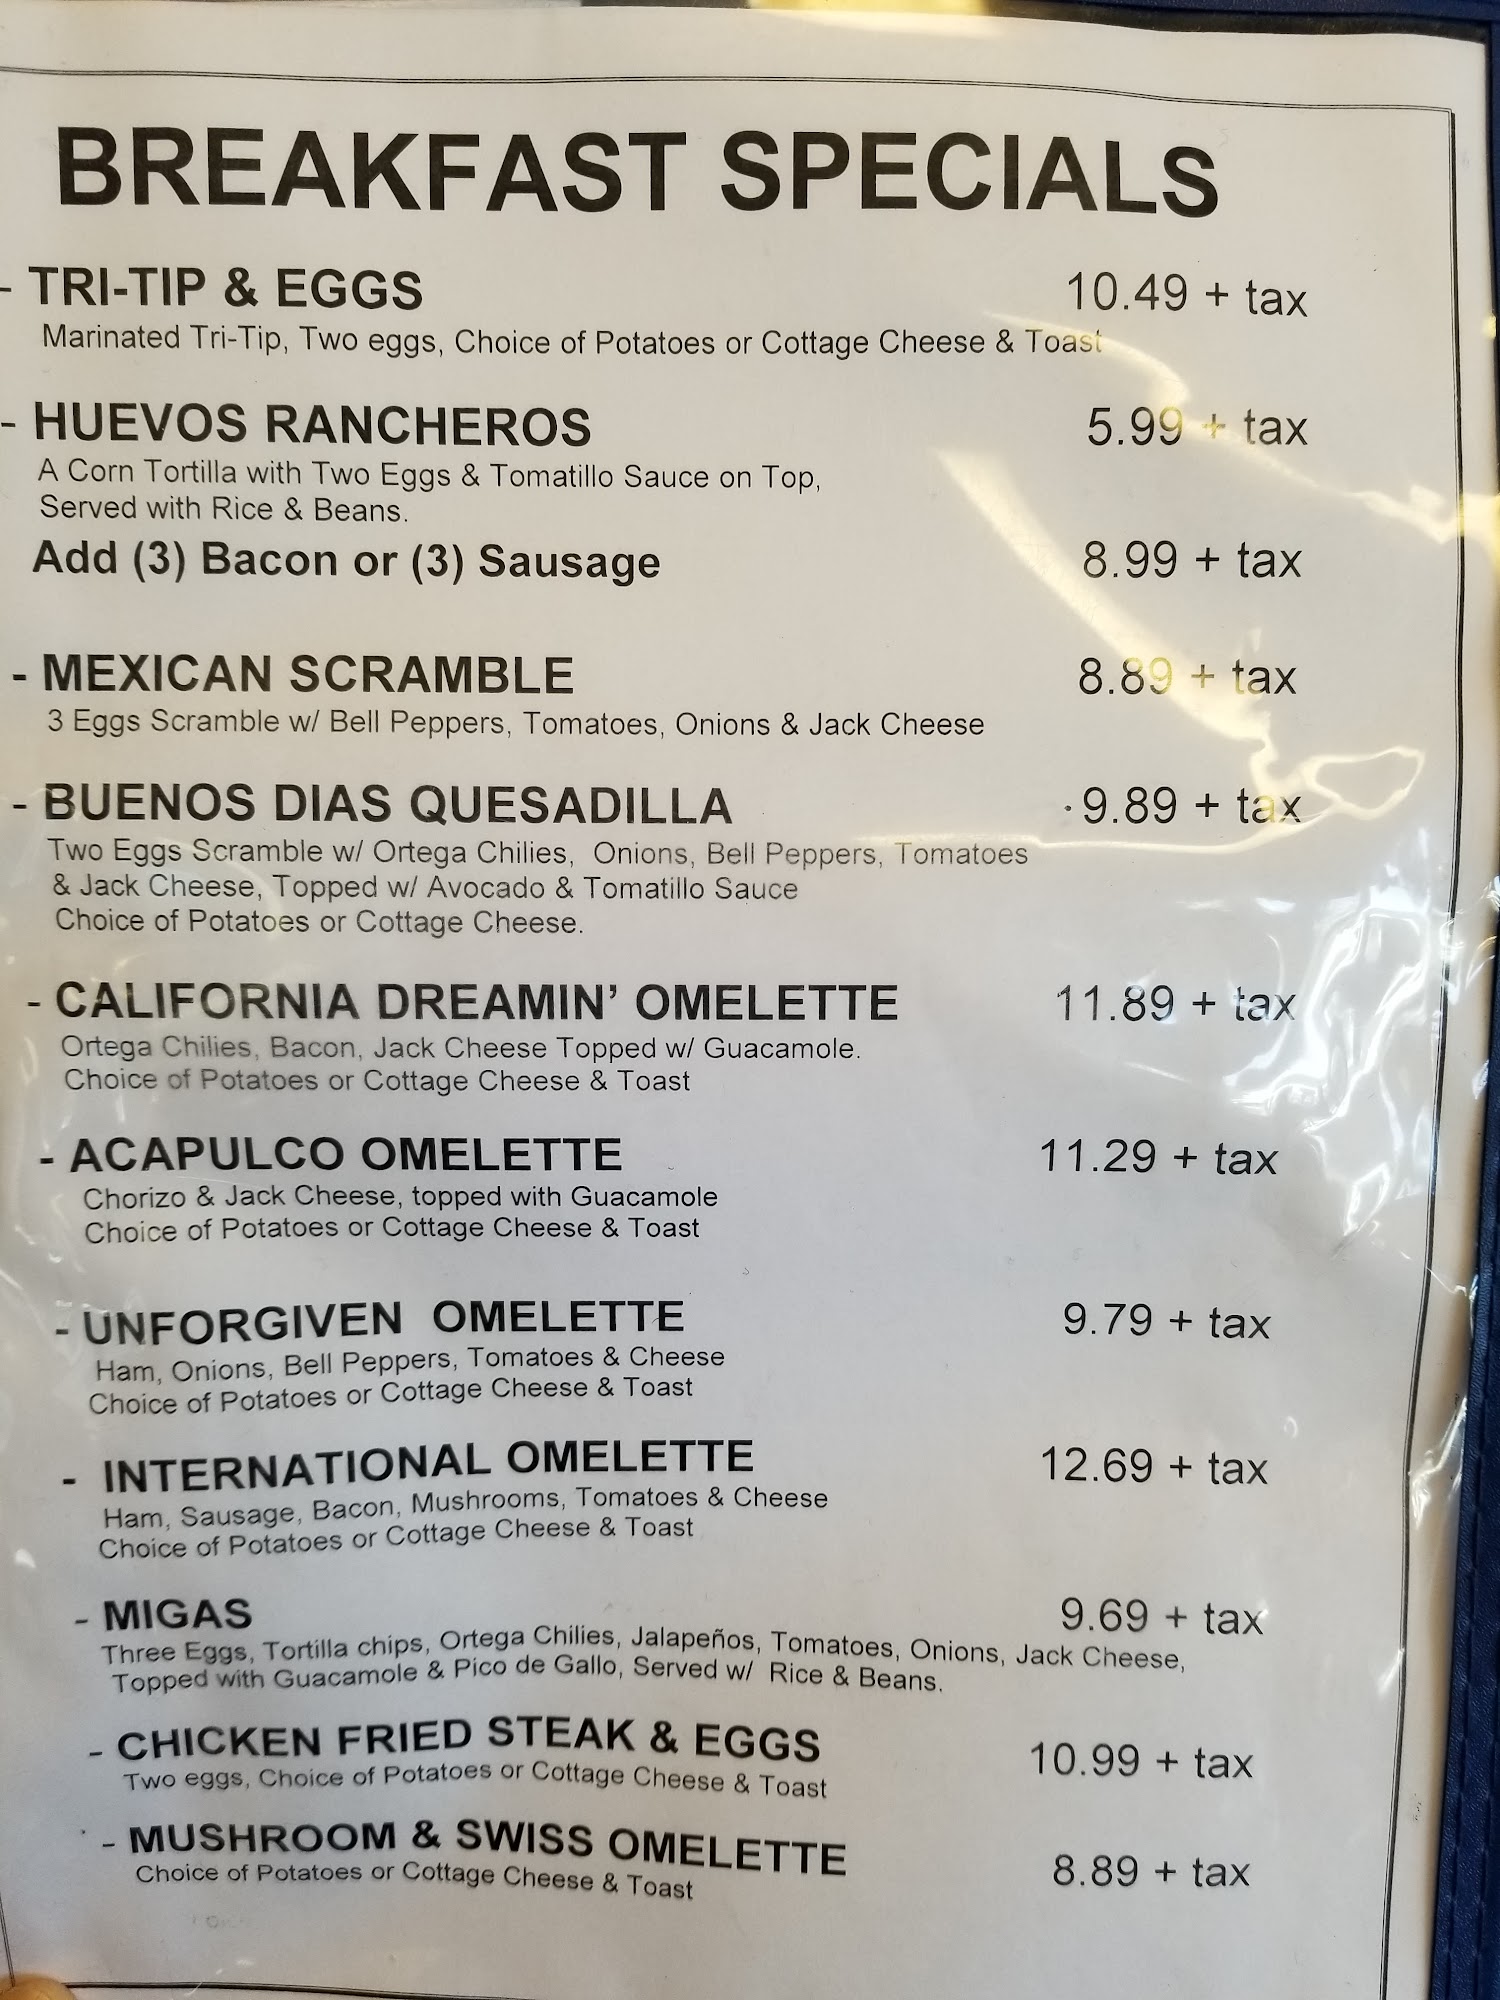 BREAKFAST SPECIALS
- TRI-TIP & EGGS 10.49 + tax
Marinated Tri-Tip, Two eggs, Choice of Potatoes or Cottage Cheese & Toast
- HUEVOS RANCHEROS 5.99 + tax
A Corn Tortilla with Two Eggs & Tomatillo Sauce on Top,
Served with Rice & Beans.
Add (3) Bacon or (3) Sausage 8.99 + tax
- MEXICAN SCRAMBLE 8.89 + tax
3 Eggs Scramble w/ Bell Peppers, Tomatoes, Onions & Jack Cheese
- BUENOS DIAS QUESADILLA 9.89 + tax
Two Eggs Scramble w/ Ortega Chilies, Onions, Bell Peppers, Tomatoes
& Jack Cheese, Topped w/ Avocado & Tomatillo Sauce
Choice of Potatoes or Cottage Cheese.
- CALIFORNIA DREAMIN' OMELETTE 11.89 + tax
Ortega Chilies, Bacon, Jack Cheese Topped w/ Guacamole.
Choice of Potatoes or Cottage Cheese & Toast
- ACAPULCO OMELETTE 11.29 + tax
Chorizo & Jack Cheese, topped with Guacamole
Choice of Potatoes or Cottage Cheese & Toast
- UNFORGIVEN OMELETTE 9.79 + tax
Ham, Onions, Bell Peppers, Tomatoes & Cheese
Choice of Potatoes or Cottage Cheese & Toast
- INTERNATIONAL OMELETTE 12.69 + tax
Ham, Sausage, Bacon, Mushrooms, Tomatoes & Cheese
Choice of Potatoes or Cottage Cheese & Toast
- MIGAS 9.69 + tax
Three Eggs, Tortilla chips, Ortega Chilies, Jalapeños, Tomatoes, Onions, Jack Cheese,
Topped with Guacamole & Pico de Gallo, Served w/ Rice & Beans.
- CHICKEN FRIED STEAK & EGGS 10.99 + tax
Two eggs, Choice of Potatoes or Cottage Cheese & Toast
- MUSHROOM & SWISS OMELETTE 8.89 + tax
Choice of Potatoes or Cottage Cheese & Toast